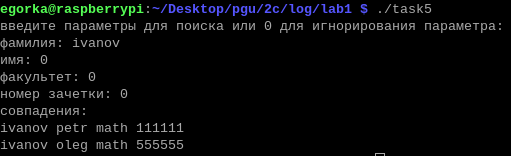 egorka@raspberrypi:~/Desktop/pgu/2c/log/lab1 $ ./task5
введите параметры для поиска или 0 для игнорирования параметра:
фамилия: ivanov
имя: 0
факультет: 0
номер зачетки: 0
совпадения:
ivanov petr math 111111
ivanov oleg math 555555